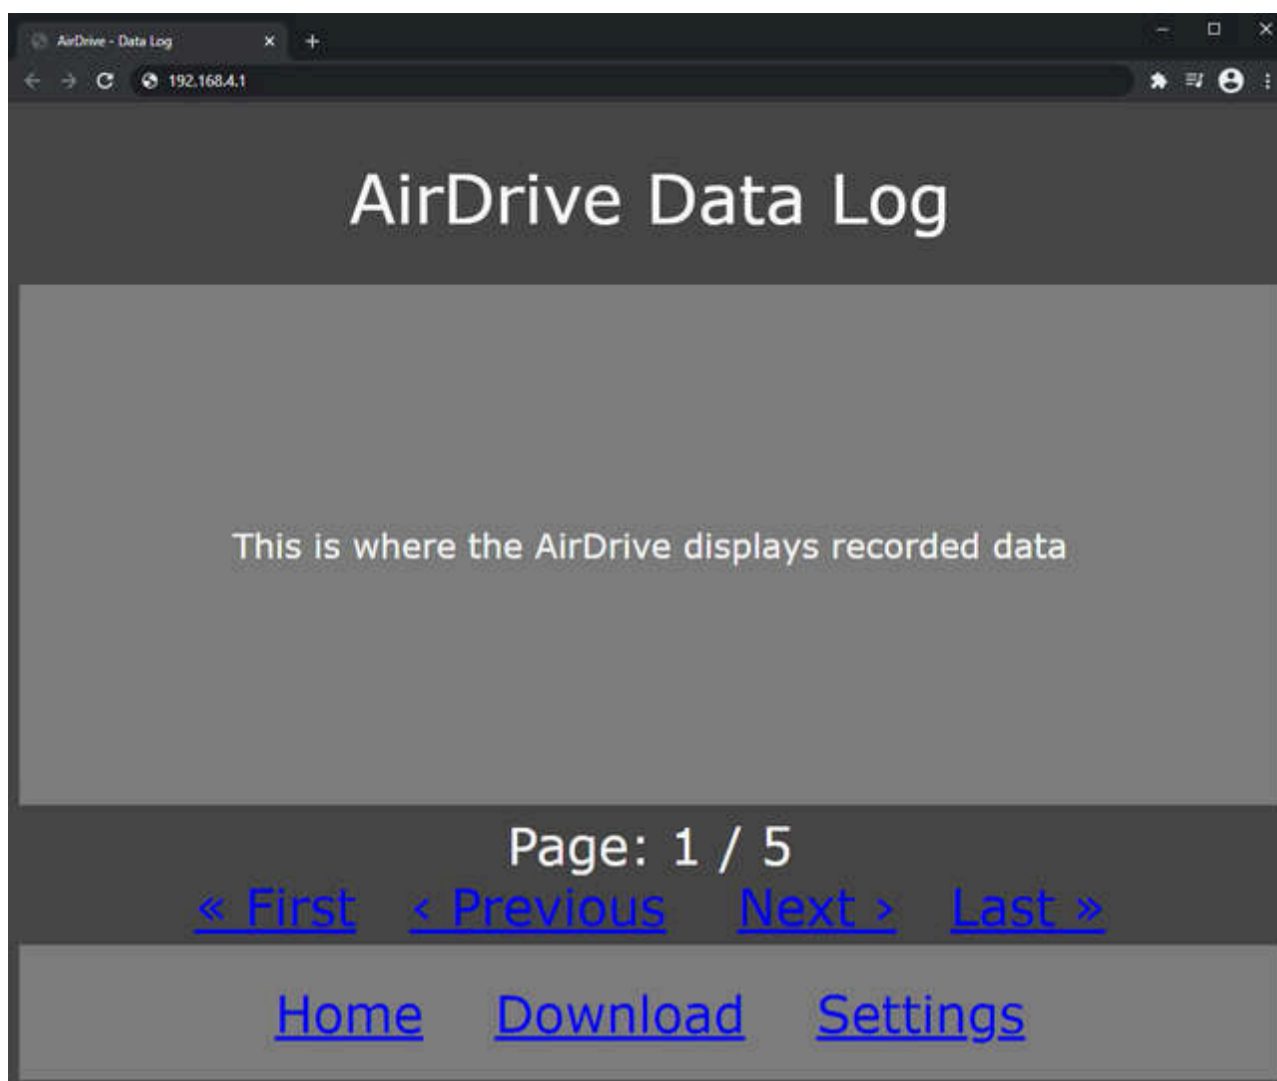 AirDrive - Data Log
192.168.4.1
AirDrive Data Log
This is where the AirDrive displays recorded data
Page: 1 / 5
« First ‹ Previous Next › Last »
Home Download Settings